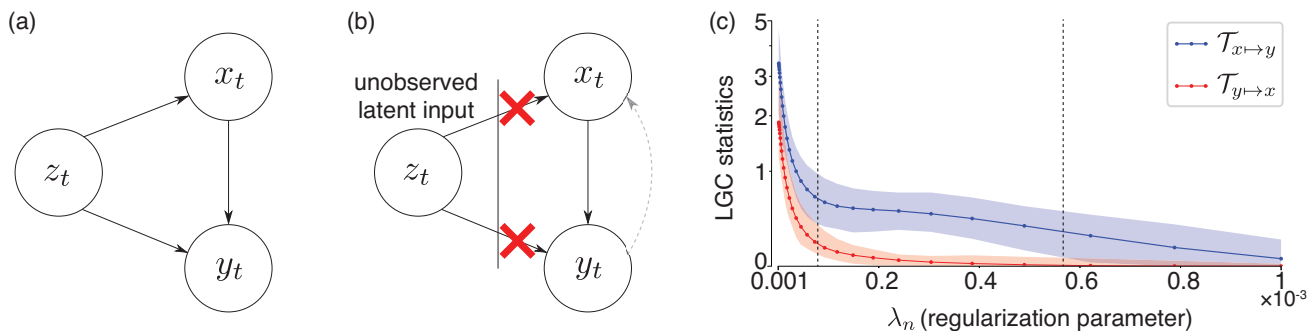 (a)
x_t
z_t
y_t
(b)
unobserved
latent input
x_t
z_t
y_t
(c)
LGC statistics
5
3
2
1
0
𝒯_{x↦y}
𝒯_{y↦x}
0.001 0.2 0.4 0.6 0.8 1
×10⁻³
λ_n (regularization parameter)